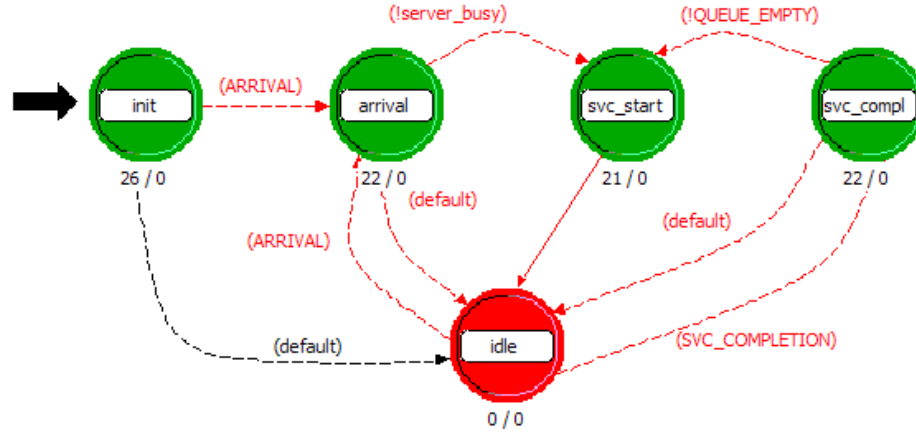 (!server_busy)
(!QUEUE_EMPTY)
(ARRIVAL)
init
arrival
svc_start
svc_compl
26 / 0
22 / 0
21 / 0
22 / 0
(default)
(default)
(ARRIVAL)
(default)
idle
(SVC_COMPLETION)
0 / 0